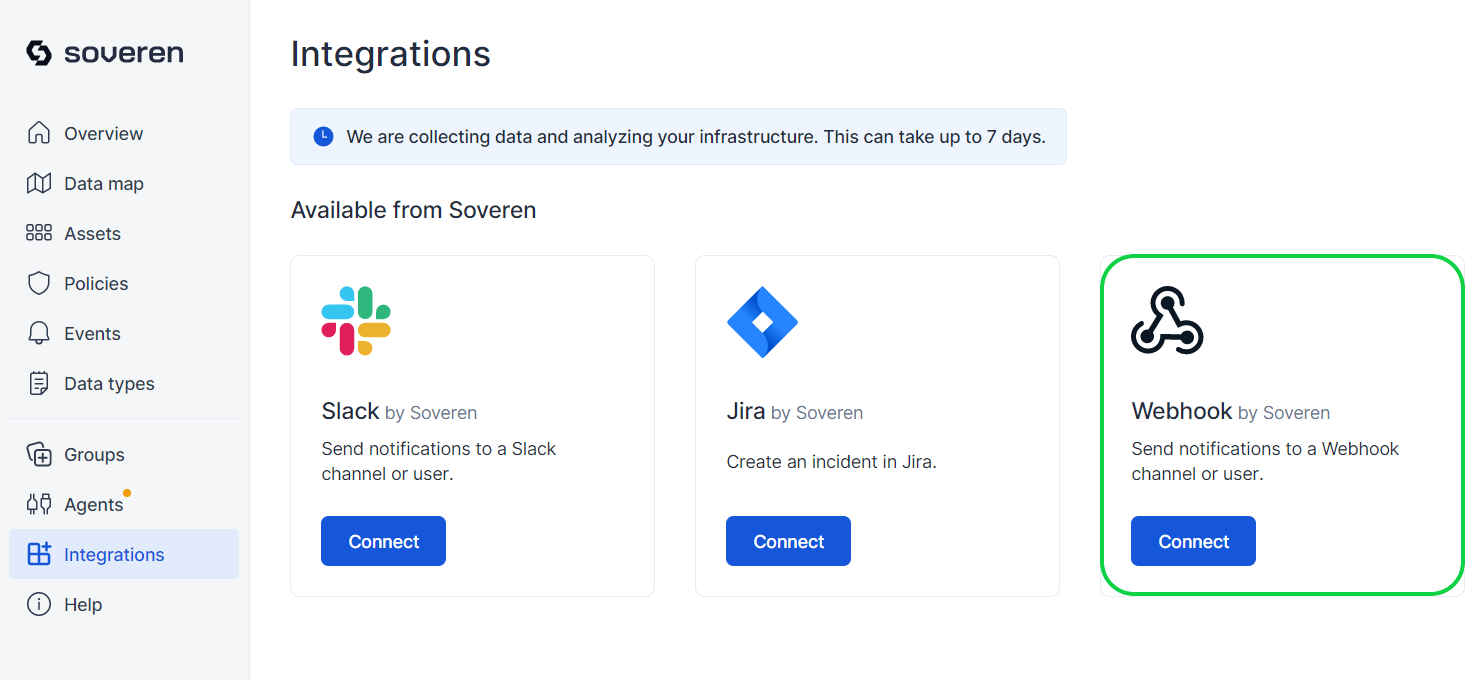 soveren
Overview
Data map
Assets
Policies
Events
Data types
Groups
Agents
Integrations
Help
Integrations
We are collecting data and analyzing your infrastructure. This can take up to 7 days.
Available from Soveren
Slack by Soveren
Send notifications to a Slack
channel or user.
Connect
Jira by Soveren
Create an incident in Jira.
Connect
Webhook by Soveren
Send notifications to a Webhook
channel or user.
Connect